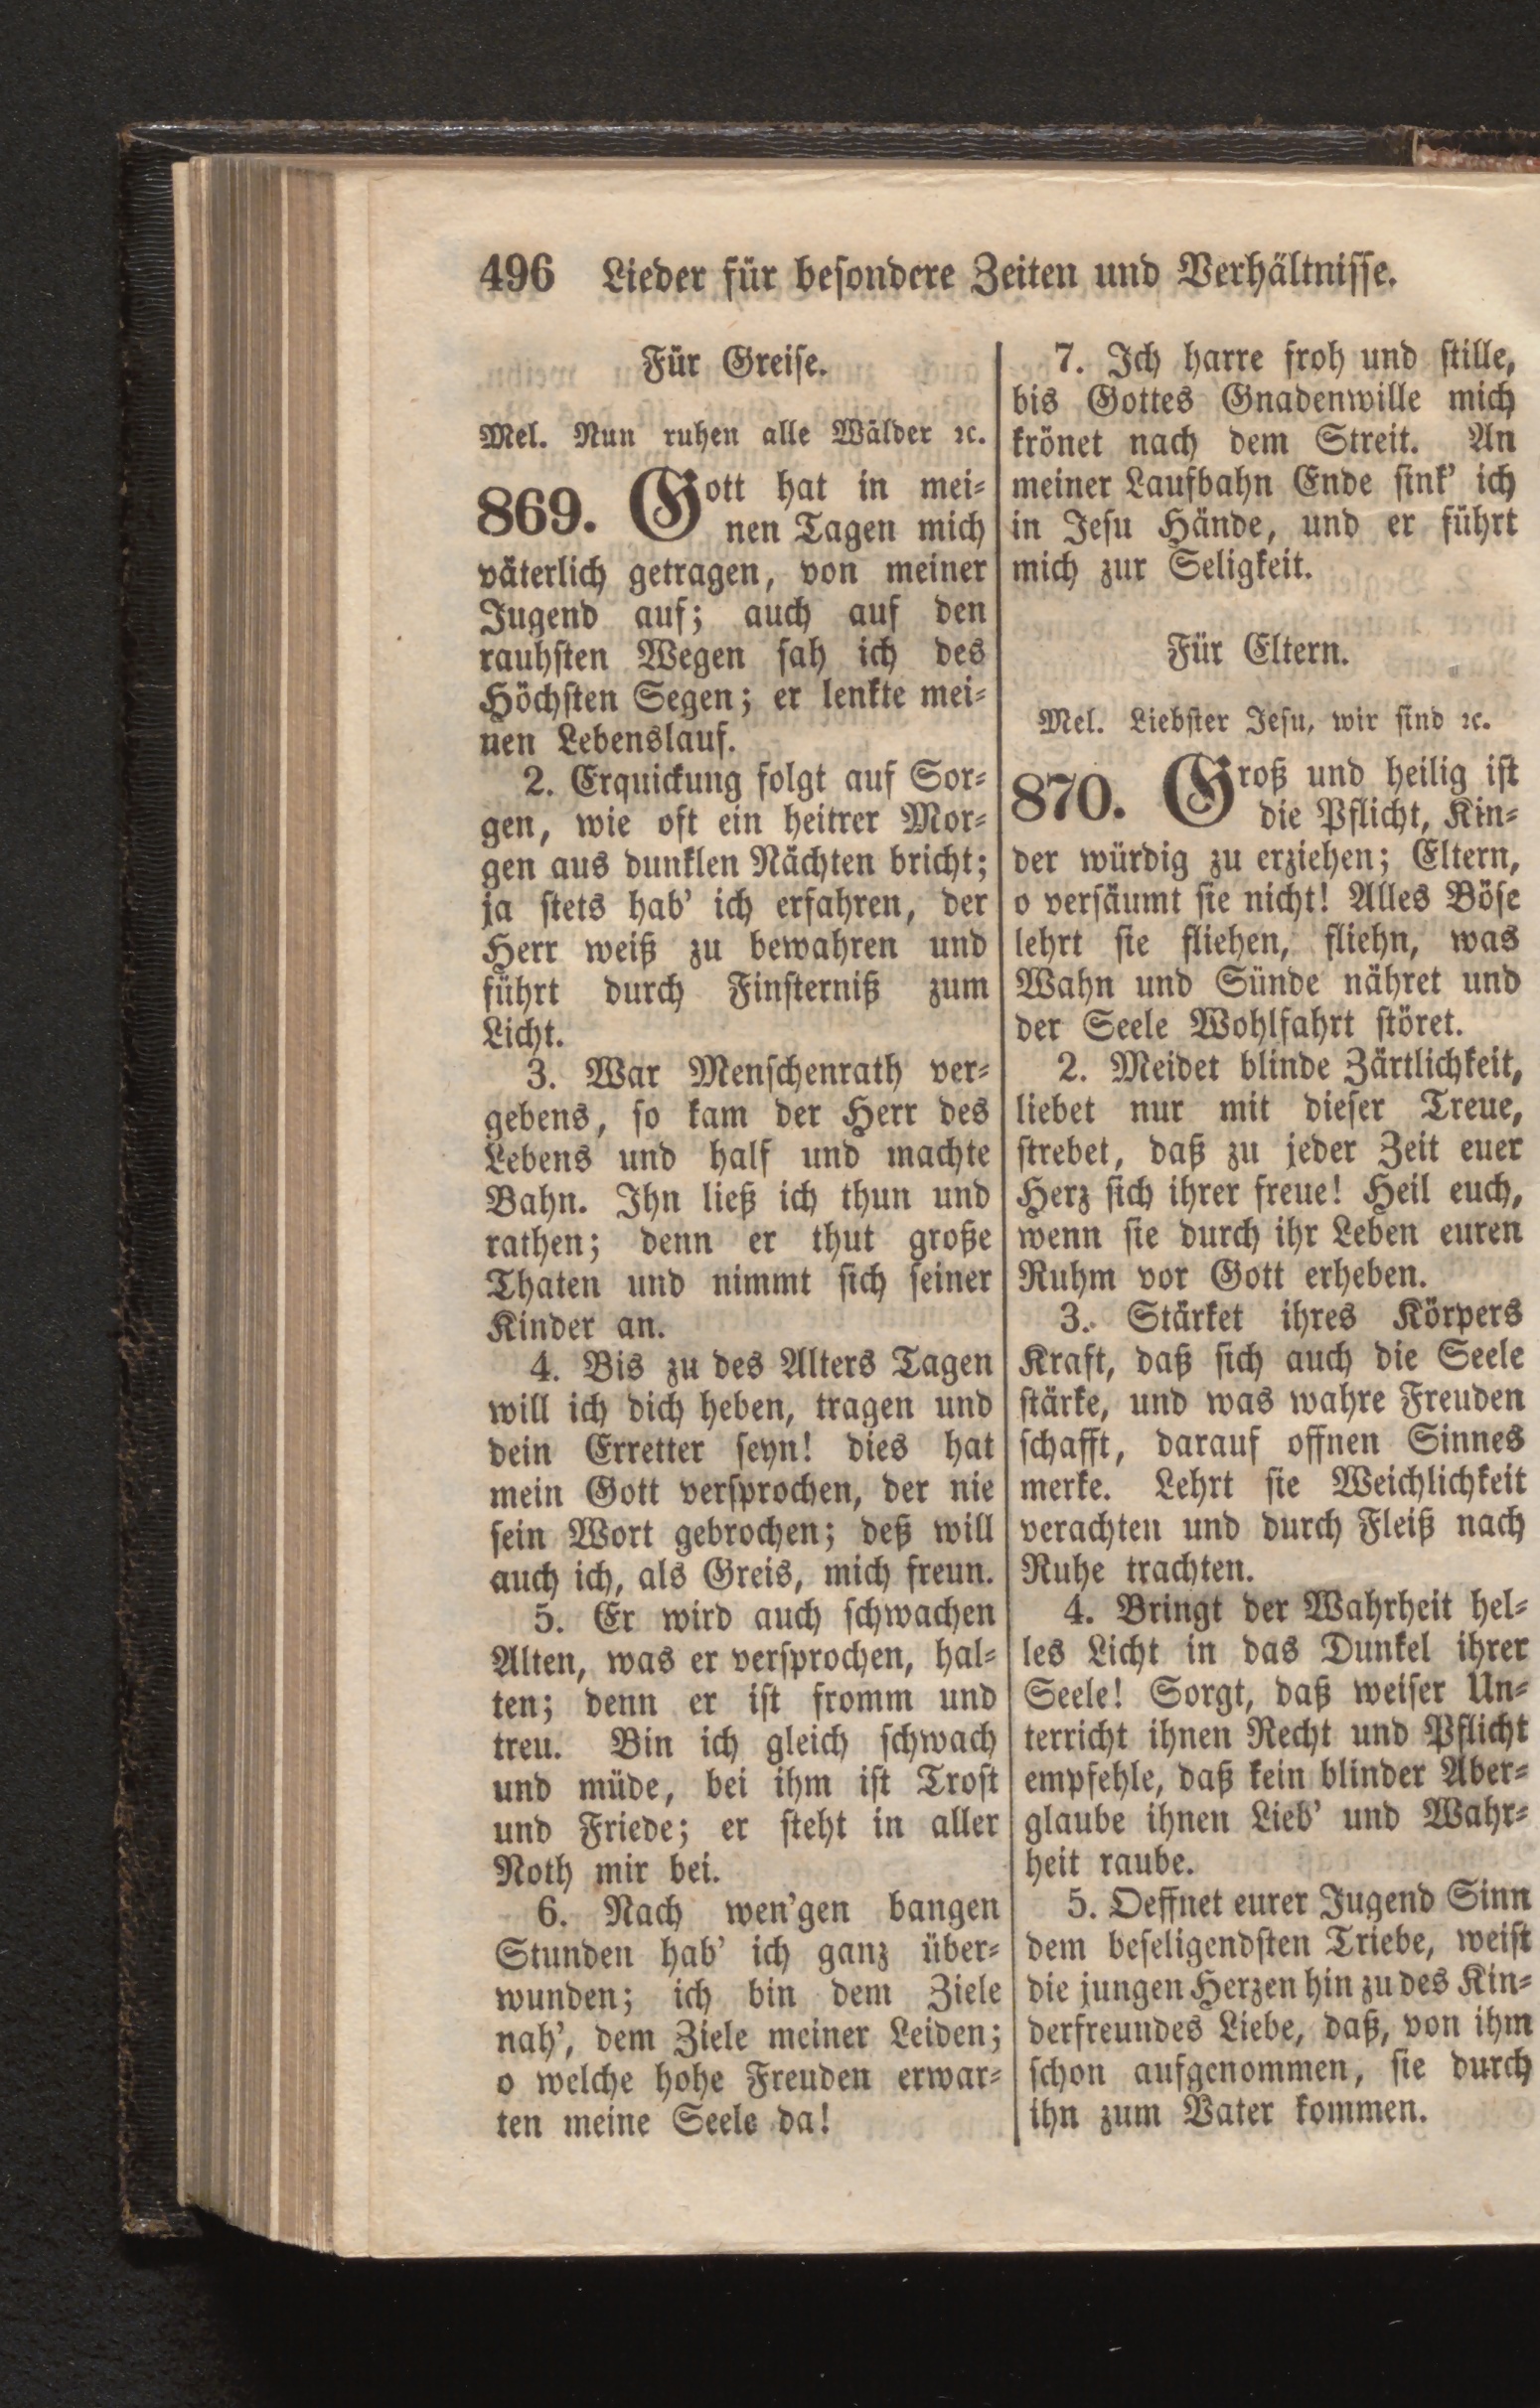 496 Lieder für besondere Zeiten und Verhältnisse.
Für Greise.
Mel. Nun ruhen alle Wälder ꝛc.
869. Gott hat in mei⸗
nen Tagen mich
väterlich getragen, von meiner
Jugend auf; auch auf den
rauhsten Wegen sah ich des
Höchsten Segen; er lenkte mei⸗
nen Lebenslauf.
2. Erquickung folgt auf Sor⸗
gen, wie oft ein heitrer Mor⸗
gen aus dunklen Nächten bricht;
ja stets hab' ich erfahren, der
Herr weiß zu bewahren und
führt durch Finsterniß zum
Licht.
3. War Menschenrath ver⸗
gebens, so kam der Herr des
Lebens und half und machte
Bahn. Ihn ließ ich thun und
rathen; denn er thut große
Thaten und nimmt sich seiner
Kinder an.
4. Bis zu des Alters Tagen
will ich dich heben, tragen und
dein Erretter seyn! dies hat
mein Gott versprochen, der nie
sein Wort gebrochen; deß will
auch ich, als Greis, mich freun.
5. Er wird auch schwachen
Alten, was er versprochen, hal⸗
ten; denn er ist fromm und
treu. Bin ich gleich schwach
und müde, bei ihm ist Trost
und Friede; er steht in aller
Noth mir bei.
6. Nach wen'gen bangen
Stunden hab' ich ganz über⸗
wunden; ich bin dem Ziele
nah', dem Ziele meiner Leiden;
o welche hohe Freuden erwar⸗
ten meine Seele da!
7. Ich harre froh und stille,
bis Gottes Gnadenwille mich
krönet nach dem Streit. An
meiner Laufbahn Ende sink' ich
in Jesu Hände, und er führt
mich zur Seligkeit.
Für Eltern.
Mel. Liebster Jesu, wir sind ꝛc.
870. Groß und heilig ist
die Pflicht, Kin⸗
der würdig zu erziehen; Eltern,
o versäumt sie nicht! Alles Böse
lehrt sie fliehen, fliehn, was
Wahn und Sünde nähret und
der Seele Wohlfahrt störet.
2. Meidet blinde Zärtlichkeit,
liebet nur mit dieser Treue,
strebet, daß zu jeder Zeit euer
Herz sich ihrer freue! Heil euch,
wenn sie durch ihr Leben euren
Ruhm vor Gott erheben.
3. Stärket ihres Körpers
Kraft, daß sich auch die Seele
stärke, und was wahre Freuden
schafft, darauf offnen Sinnes
merke. Lehrt sie Weichlichkeit
verachten und durch Fleiß nach
Ruhe trachten.
4. Bringt der Wahrheit hel⸗
les Licht in das Dunkel ihrer
Seele! Sorgt, daß weiser Un⸗
terricht ihnen Recht und Pflicht
empfehle, daß kein blinder Aber⸗
glaube ihnen Lieb' und Wahr⸗
heit raube.
5. Oeffnet eurer Jugend Sinn
dem beseligendsten Triebe, weist
die jungen Herzen hin zu des Kin⸗
derfreundes Liebe, daß, von ihm
schon aufgenommen, sie durch
ihn zum Vater kommen.